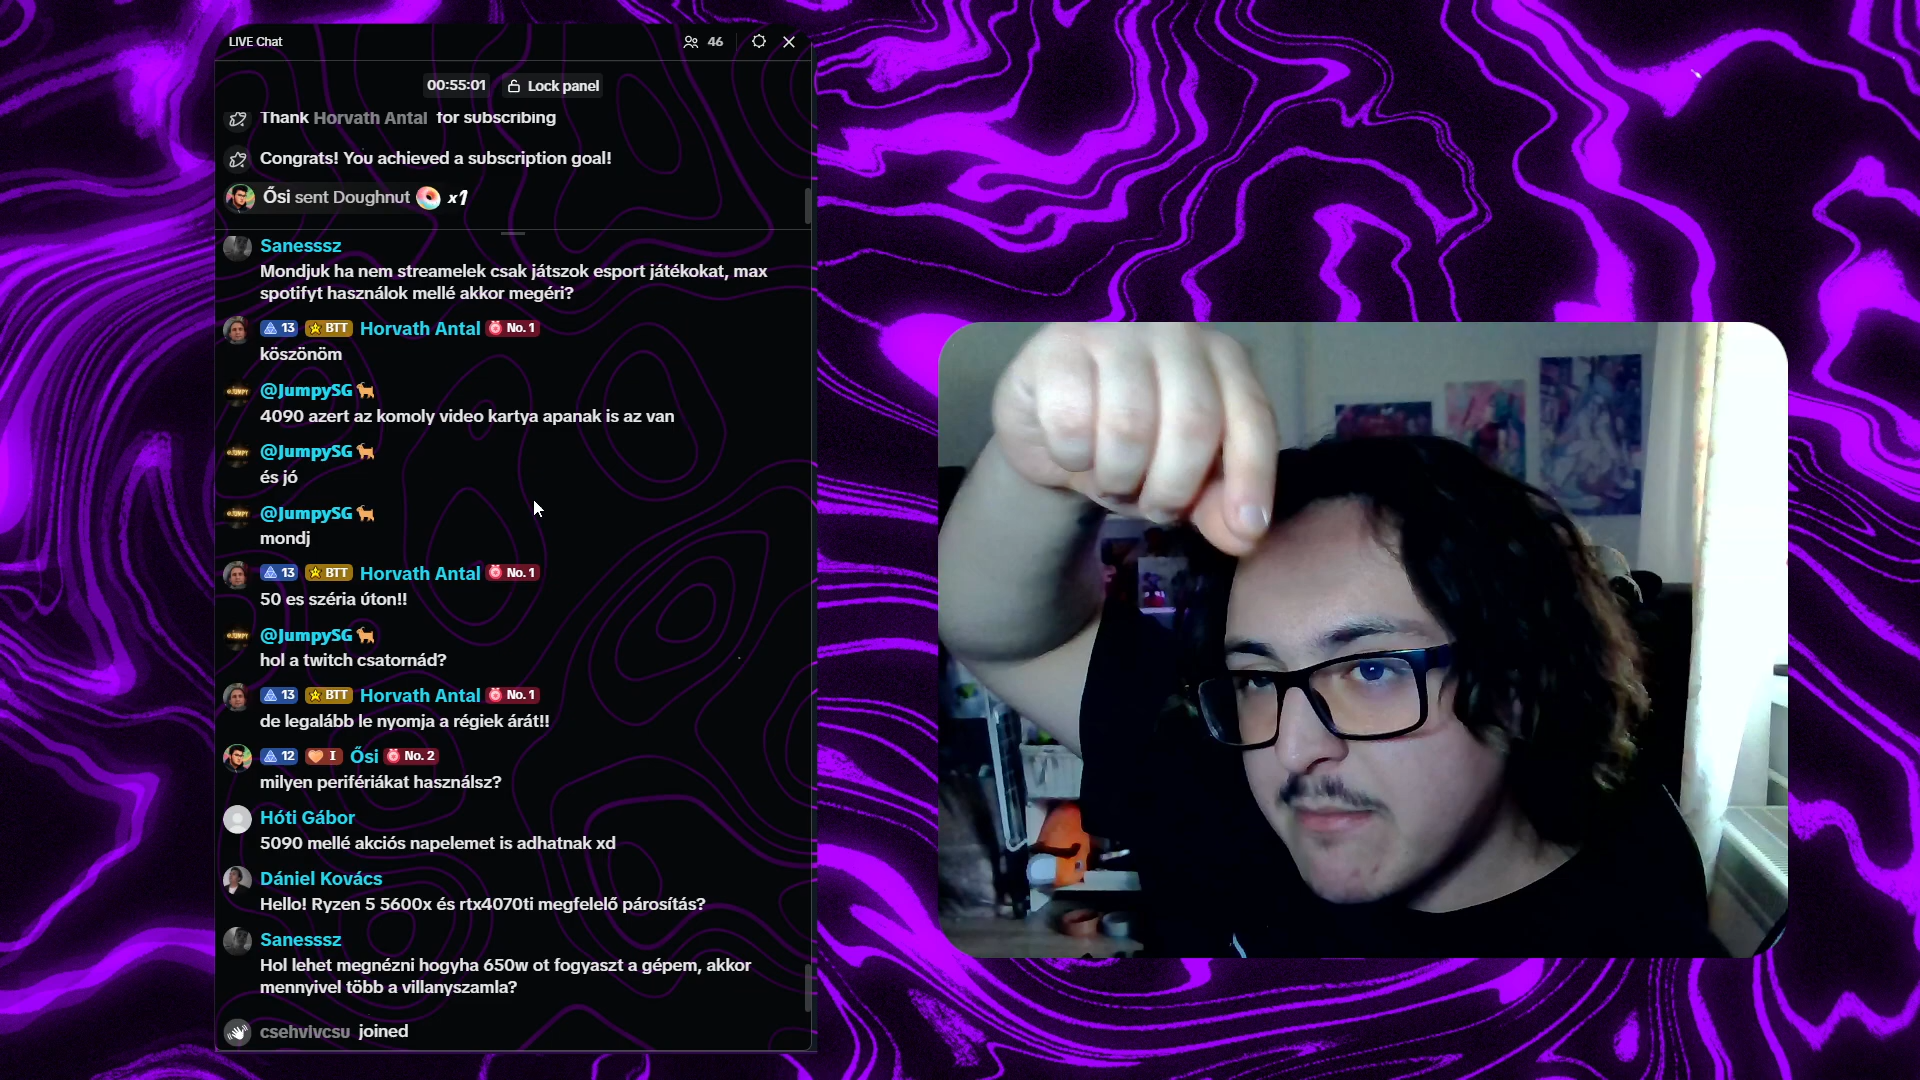 LIVE Chat
46
00:55:01
Lock panel
Thank Horvath Antal for subscribing
Congrats! You achieved a subscription goal!
Ősi sent Doughnut x1
Sanesssz
Mondjuk ha nem streamelek csak játszok esport játékokat, max
spotifyt használok mellé akkor megéri?
13 BTT Horvath Antal No. 1
köszönöm
@JumpySG
4090 azert az komoly video kartya apanak is az van
@JumpySG
és jó
@JumpySG
mondj
13 BTT Horvath Antal No. 1
50 es széria úton!!
@JumpySG
hol a twitch csatornád?
13 BTT Horvath Antal No. 1
de legalább le nyomja a régiek árát!!
12 I Ősi No. 2
milyen perifériákat használsz?
Hóti Gábor
5090 mellé akciós napelemet is adhatnak xd
Dániel Kovács
Hello! Ryzen 5 5600x és rtx4070ti megfelelő párosítás?
Sanesssz
Hol lehet megnézni hogyha 650w ot fogyaszt a gépem, akkor
mennyivel több a villanyszamla?
csehvivcsu joined